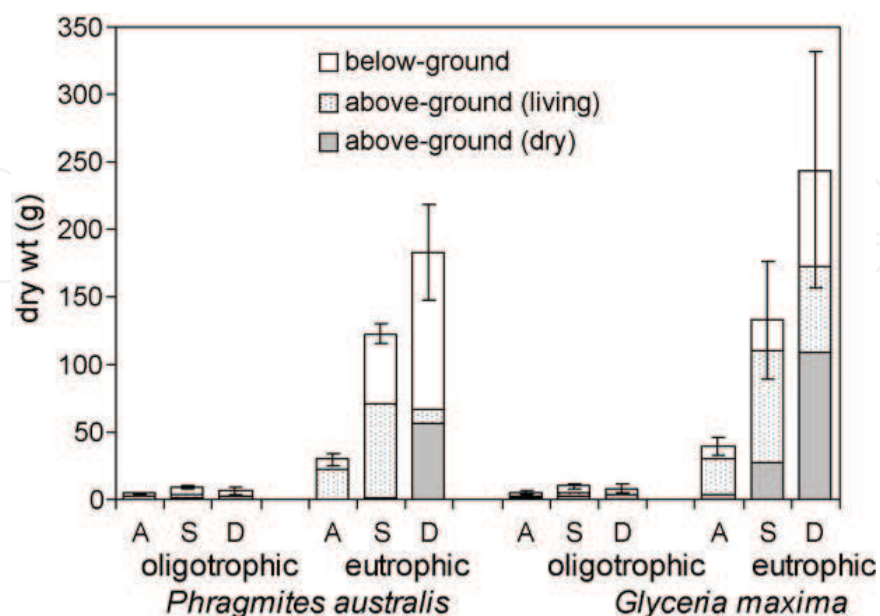 350
300
250
200
150
100
50
0
dry wt (g)
below-ground
above-ground (living)
above-ground (dry)
A S D A S D A S D A S D
oligotrophic eutrophic oligotrophic eutrophic
Phragmites australis Glyceria maxima